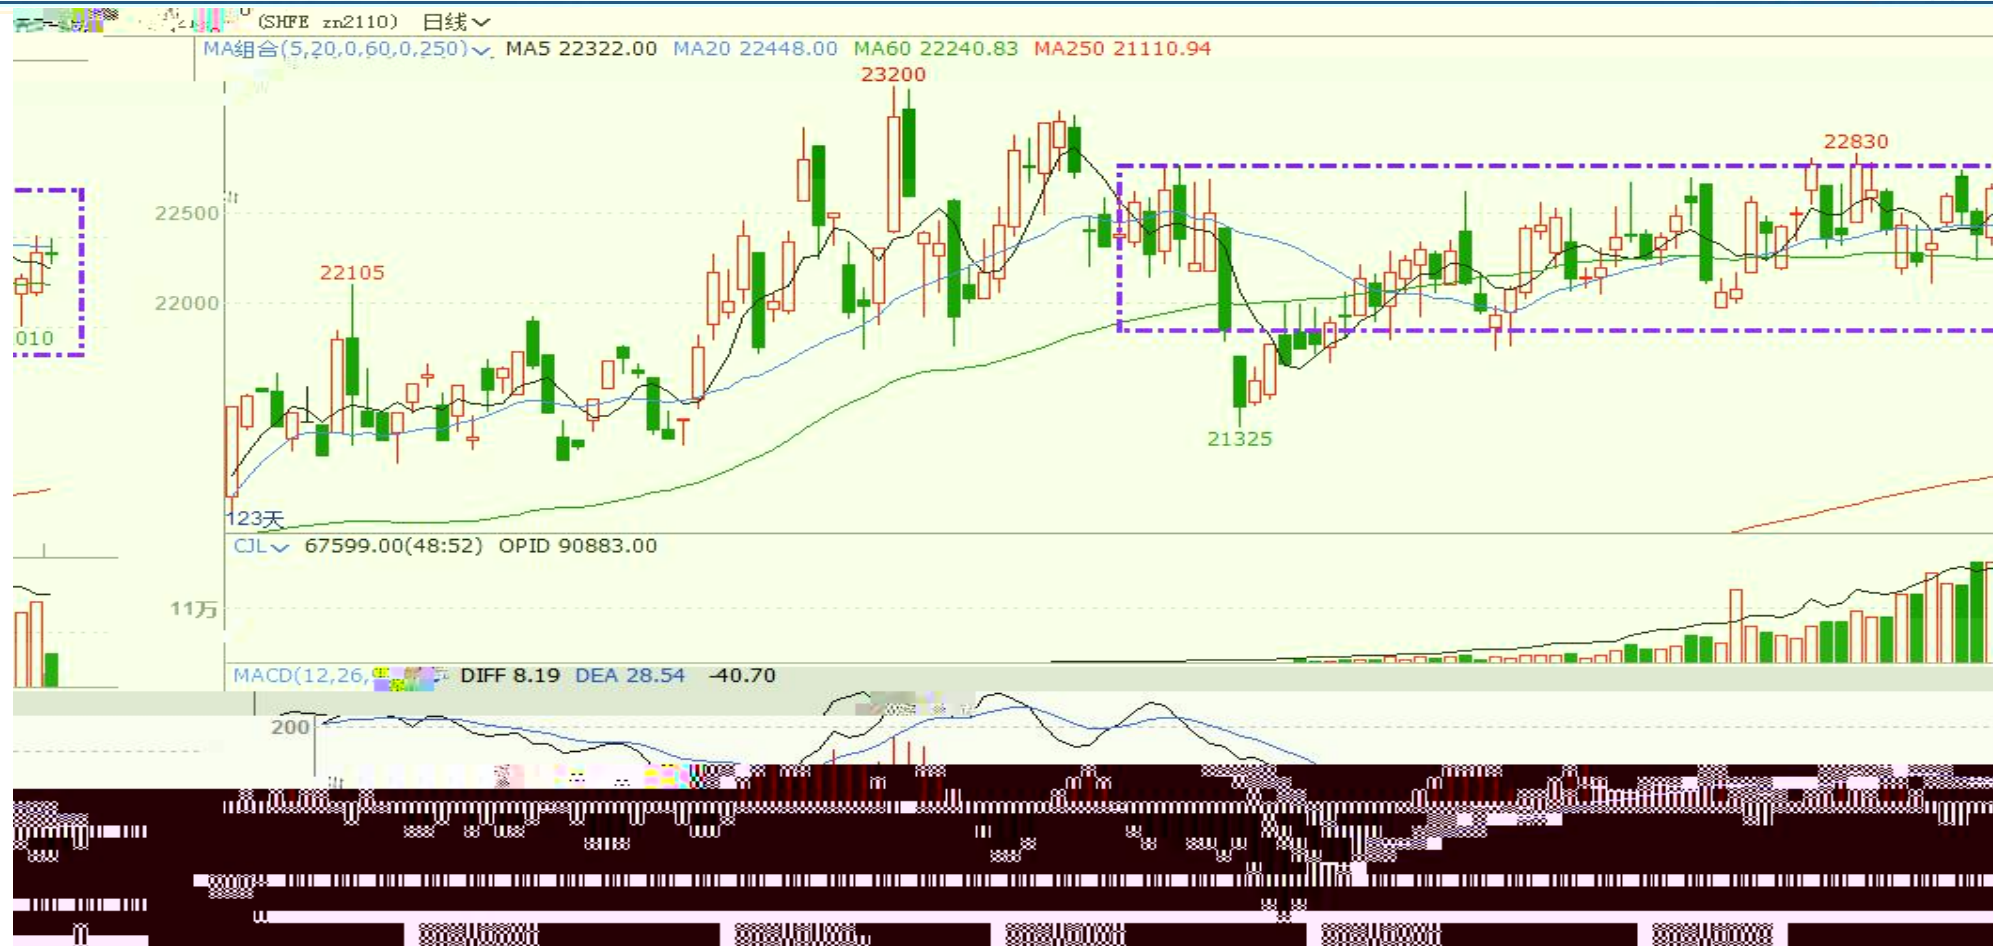 (SHFE zn2110) 日线
MA组合(5,20,0,60,0,250) MA5 22322.00 MA20 22448.00 MA60 22240.83 MA250 21110.94
23200
22830
22500
22105
22000
010
21325
123天
CJL 67599.00(48:52) OPID 90883.00
11万
MACD(12,26, DIFF 8.19 DEA 28.54 -40.70
200